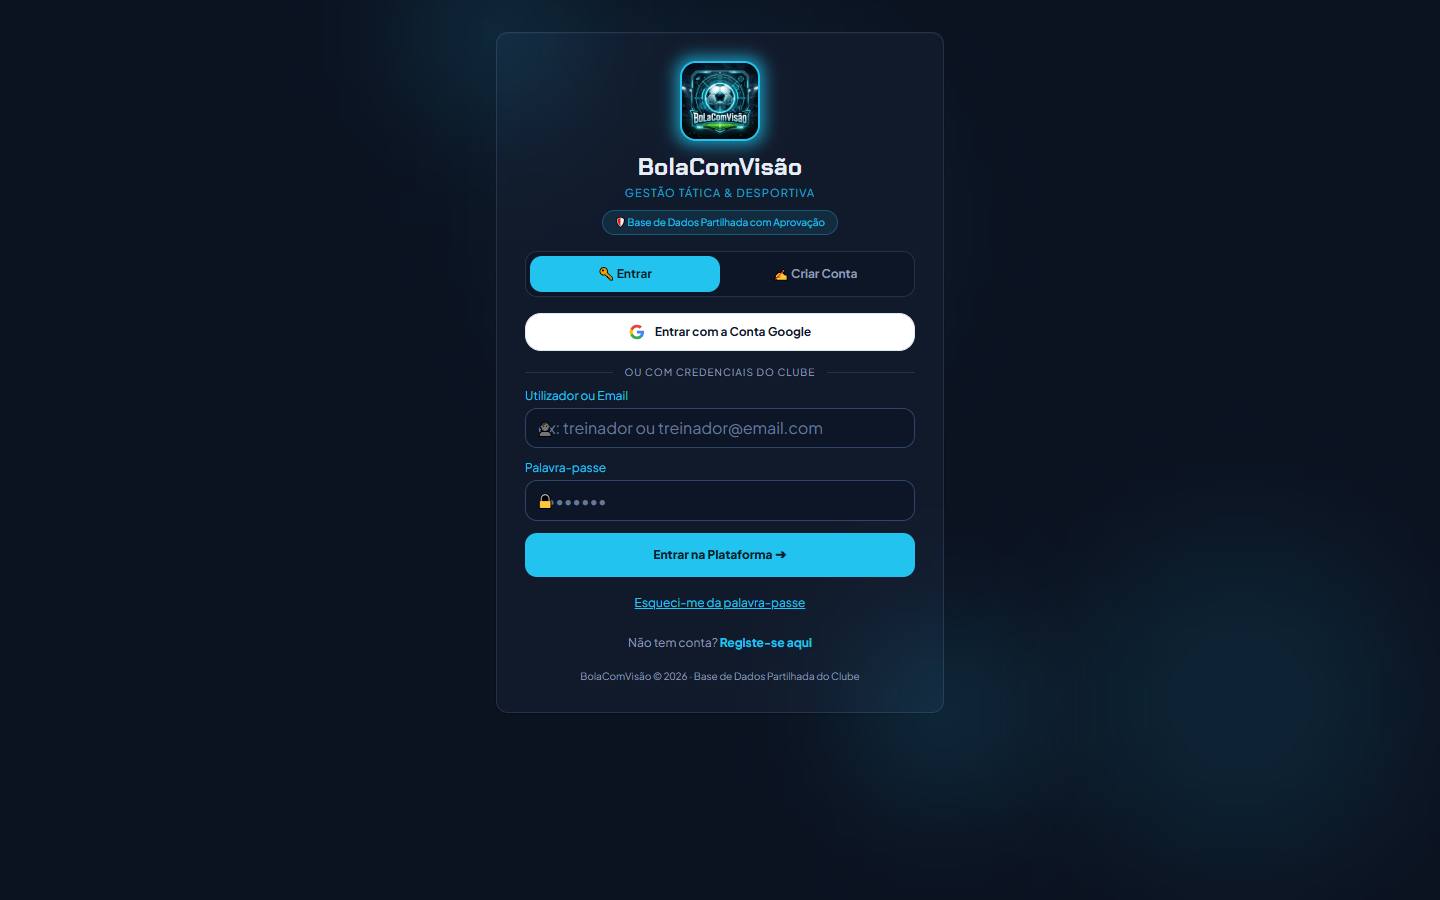 BolaComVisão
BolaComVisão
GESTÃO TÁTICA & DESPORTIVA
Base de Dados Partilhada com Aprovação
Entrar
Criar Conta
Entrar com a Conta Google
OU COM CREDENCIAIS DO CLUBE
Utilizador ou Email
x: treinador ou treinador@email.com
Palavra-passe
Entrar na Plataforma ➔
Esqueci-me da palavra-passe
Não tem conta? Registe-se aqui
BolaComVisão © 2026 · Base de Dados Partilhada do Clube